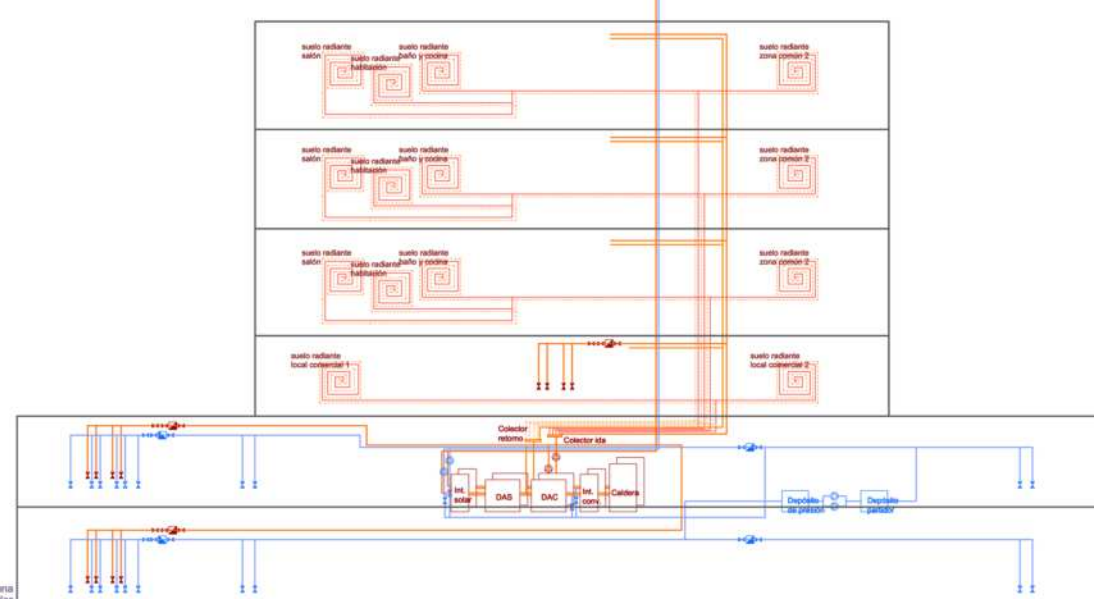 suelo radiante
salón
suelo radiante
habitación
suelo radiante
baño y cocina
suelo radiante
zona común 2
suelo radiante
salón
suelo radiante
habitación
suelo radiante
baño y cocina
suelo radiante
zona común 2
suelo radiante
salón
suelo radiante
habitación
suelo radiante
baño y cocina
suelo radiante
zona común 2
suelo radiante
local comercial 1
suelo radiante
local comercial 2
Colector
retorno
Colector ida
Int.
solar
DAS
DAC
Int.
conv.
Caldera
Depósito
de presión
Depósito
partidor